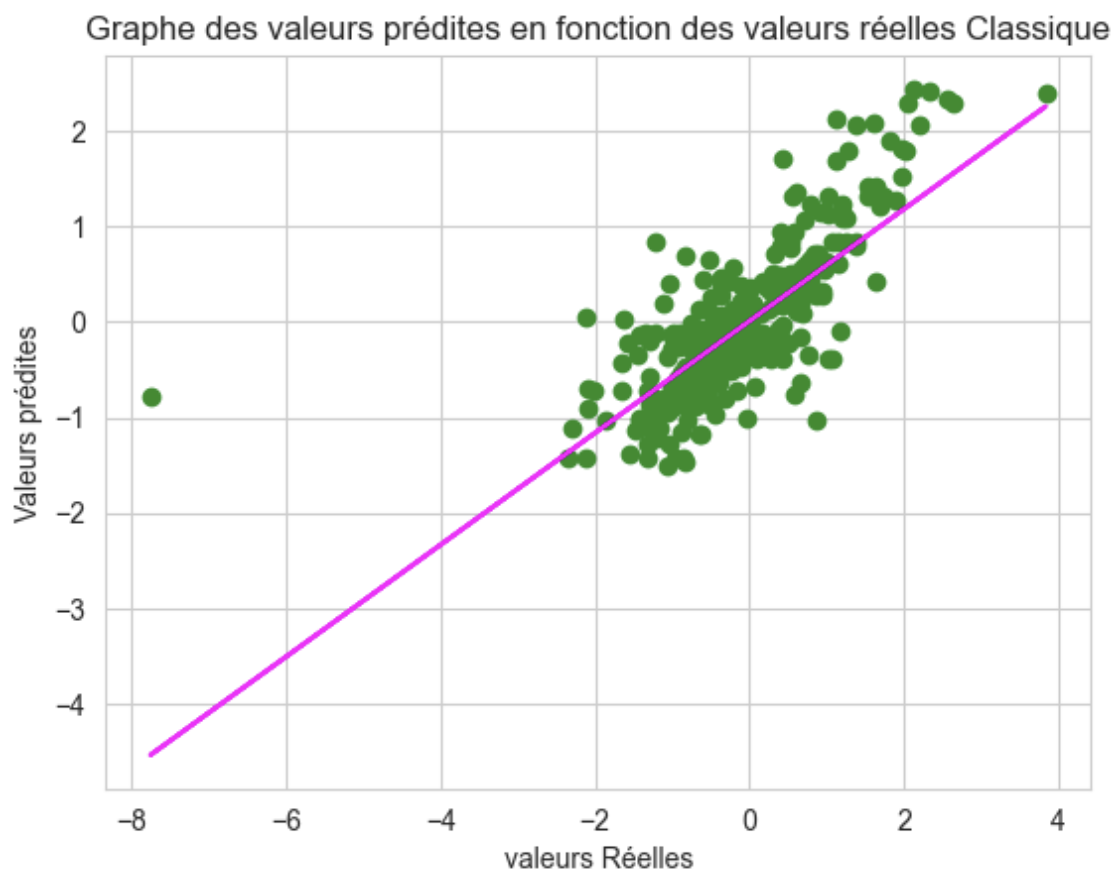 Graphe des valeurs prédites en fonction des valeurs réelles Classique
2
1
0
−1
−2
−3
−4
Valeurs prédites
−8 −6 −4 −2 0 2 4
valeurs Réelles